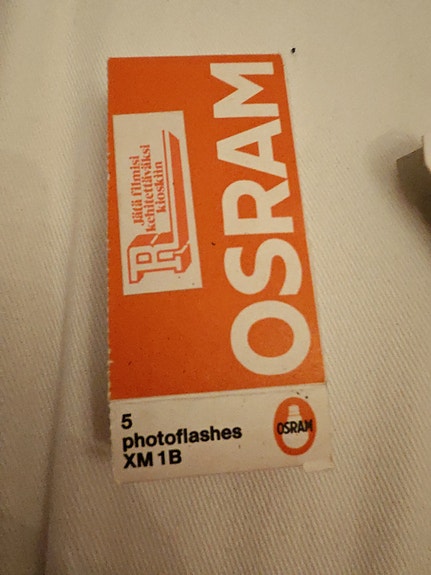 OSRAM
R
Jätä filmisi
kehitettäväksi
kioskiin
5
photoflashes
XM 1B
OSRAM